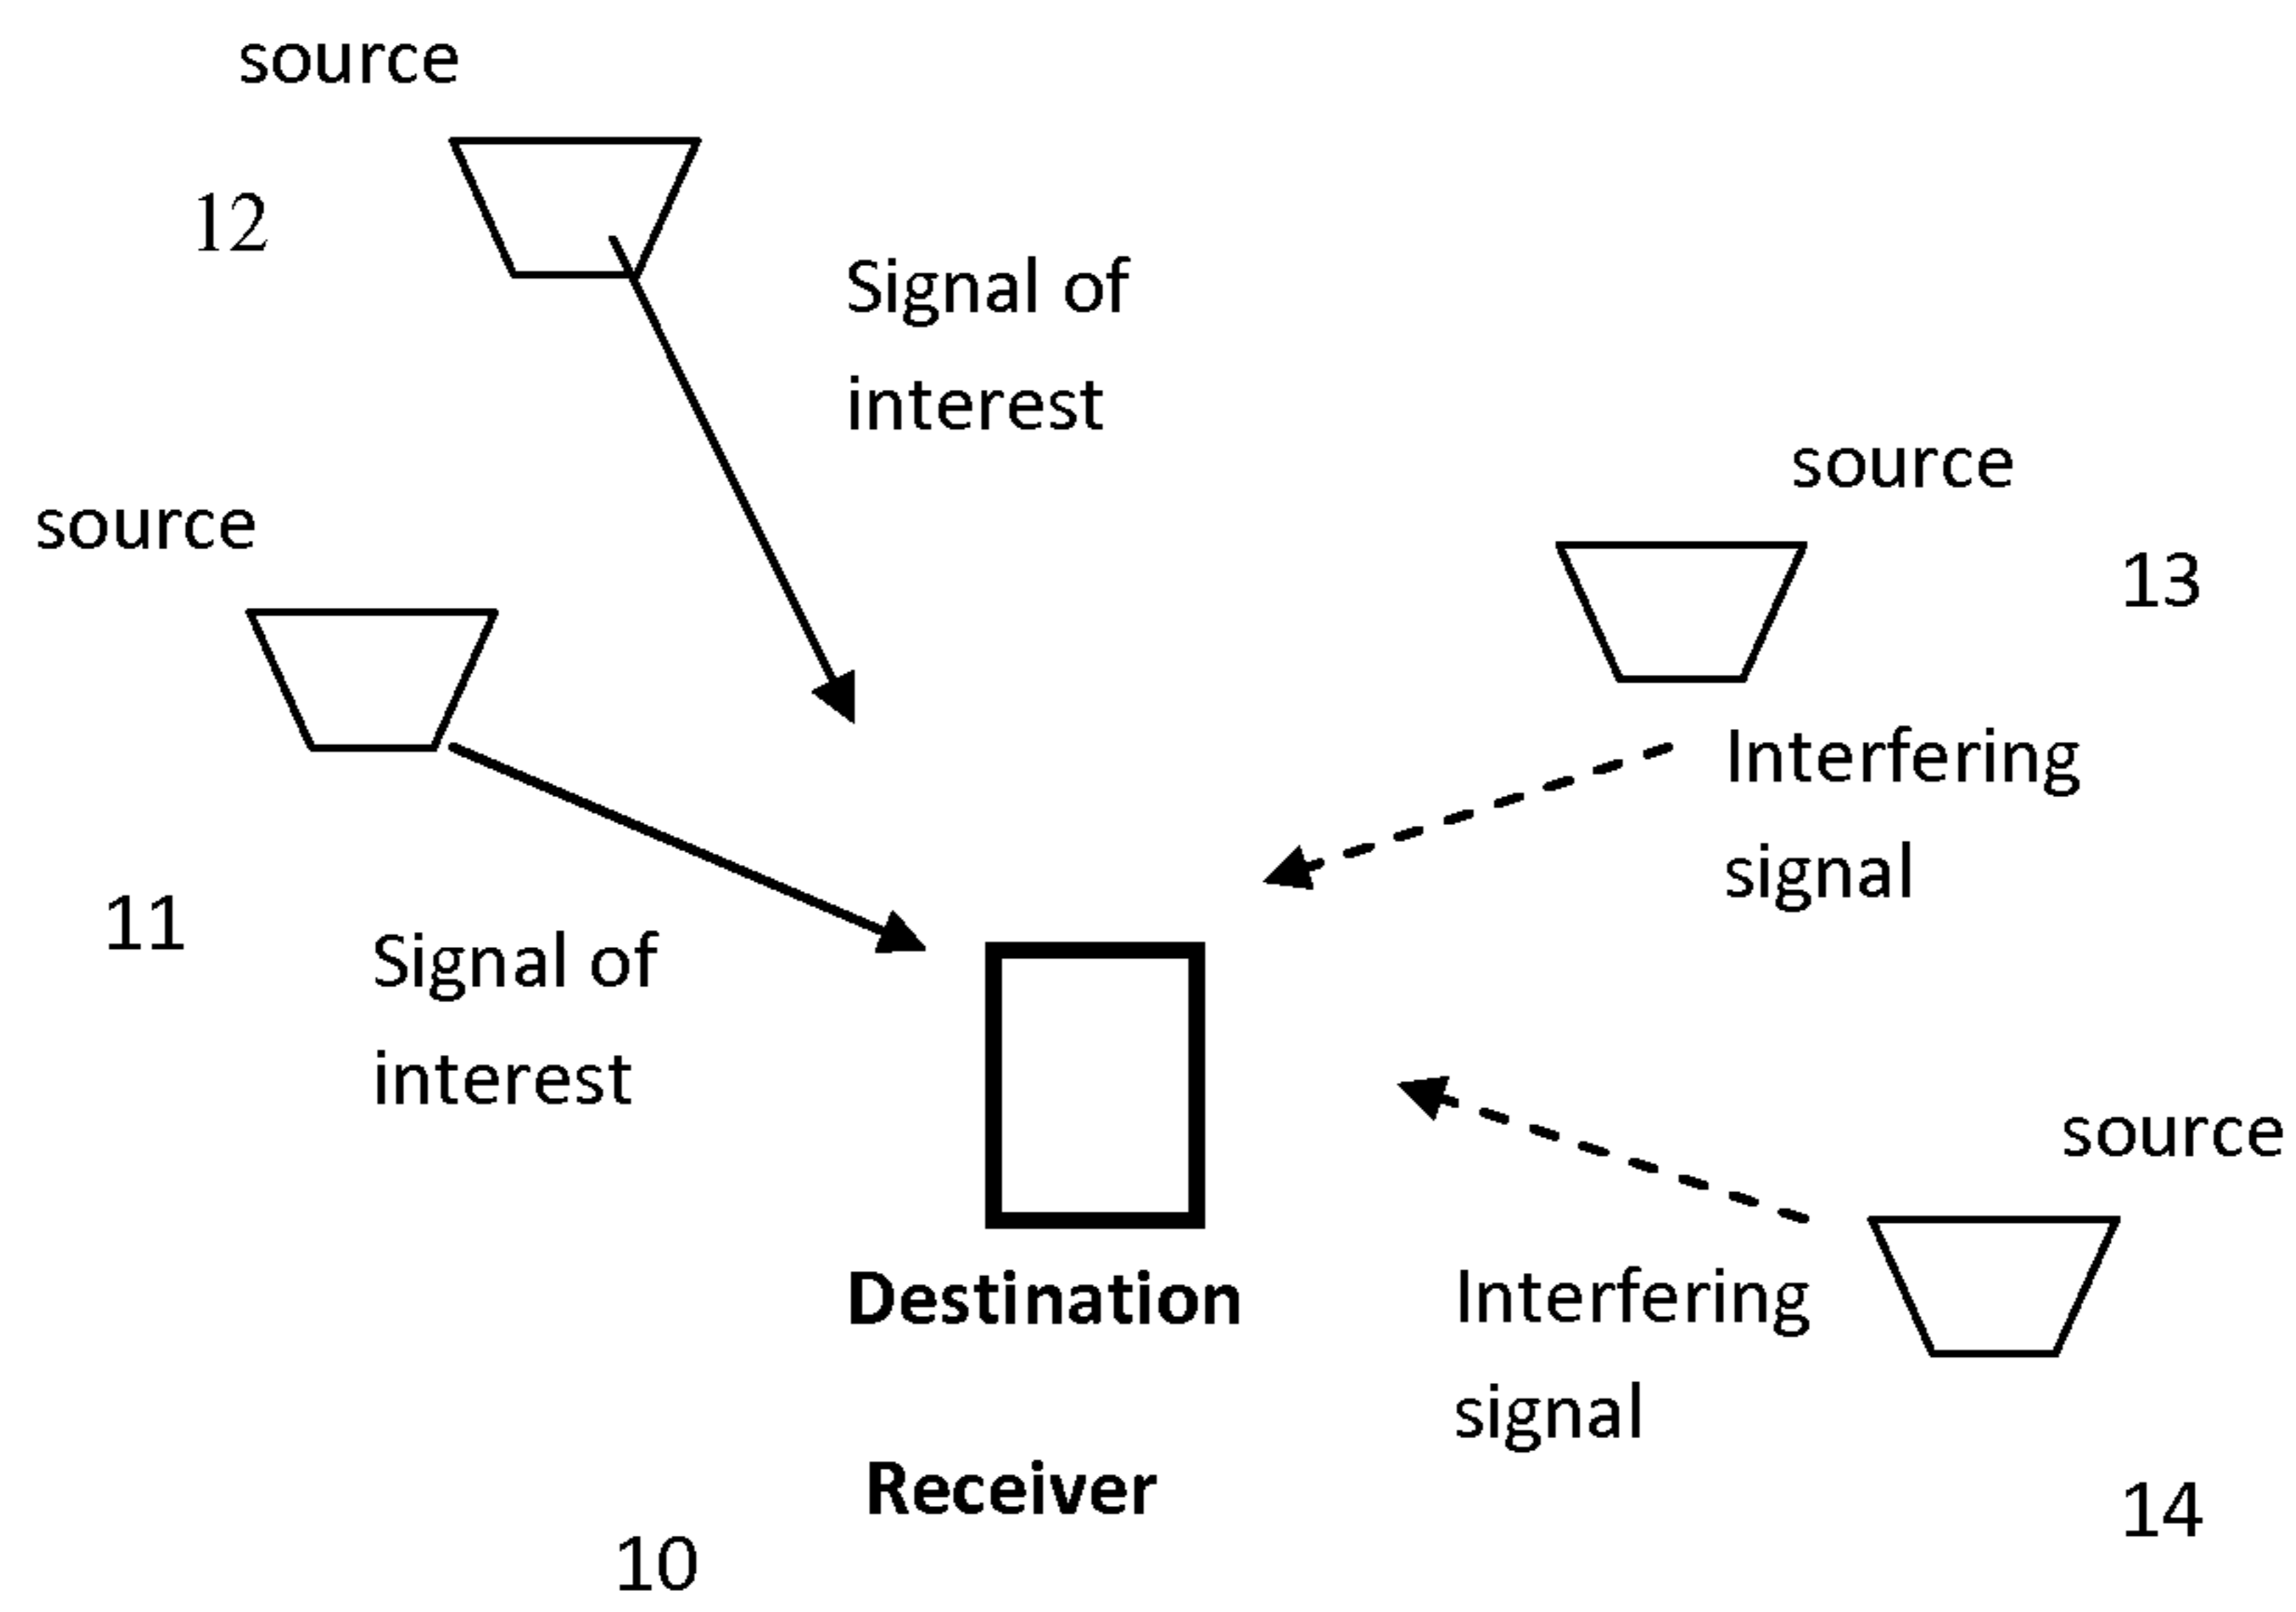 source
12
Signal of
interest
source
13
source
Interfering
signal
11
Signal of
interest
source
Destination
Interfering
signal
Receiver
14
10